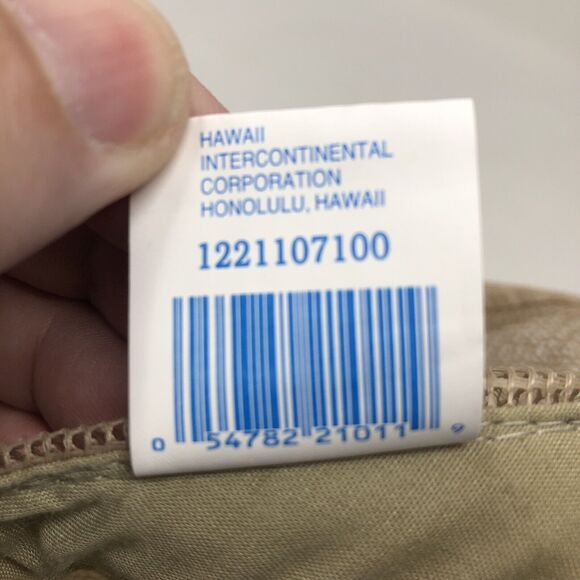 HAWAII
INTERCONTINENTAL
CORPORATION
HONOLULU, HAWAII
1221107100
0 54782 21011 9